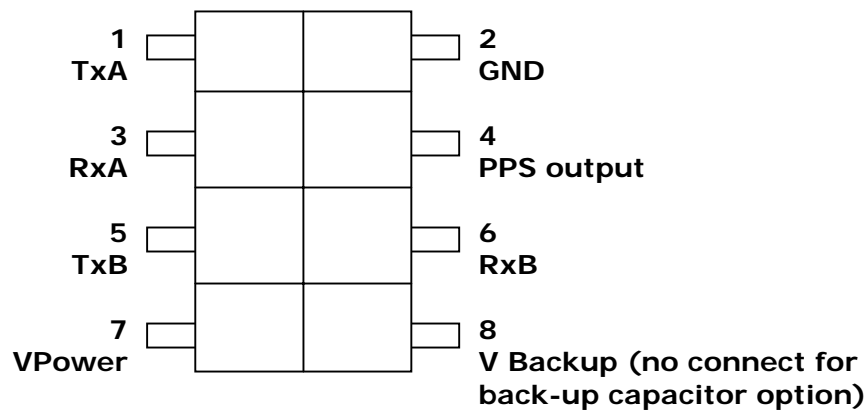 1
TxA
2
GND
3
RxA
4
PPS output
5
TxB
6
RxB
7
VPower
8
V Backup (no connect for
back-up capacitor option)